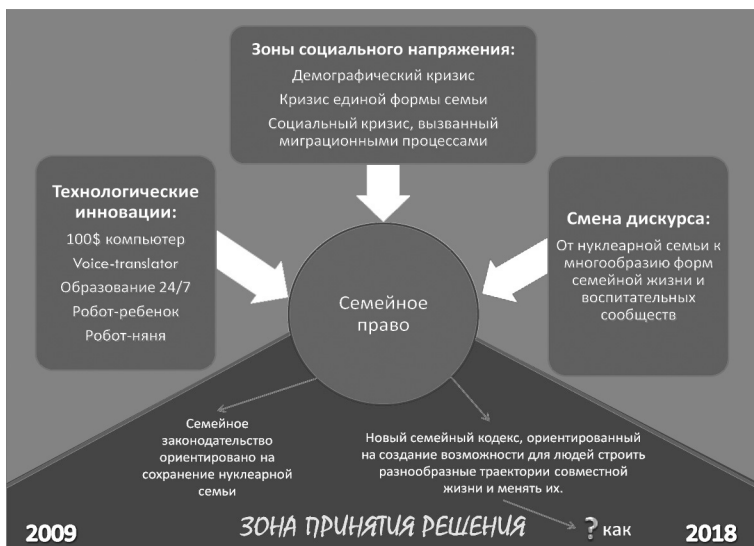 Зоны социального напряжения:
Демографический кризис
Кризис единой формы семьи
Социальный кризис, вызванный
миграционными процессами
Технологические
инновации:
100$ компьютер
Voice-translator
Образование 24/7
Робот-ребенок
Робот-няня
Смена дискурса:
От нуклеарной семьи к
многообразию форм
семейной жизни и
воспитательных
сообществ
Семейное
право
Семейное
законодательство
ориентировано на
сохранение нуклеарной
семьи
Новый семейный кодекс, ориентированный
на создание возможности для людей строить
разнообразные траектории совместной
жизни и менять их.
2009
ЗОНА ПРИНЯТИЯ РЕШЕНИЯ
? как
2018